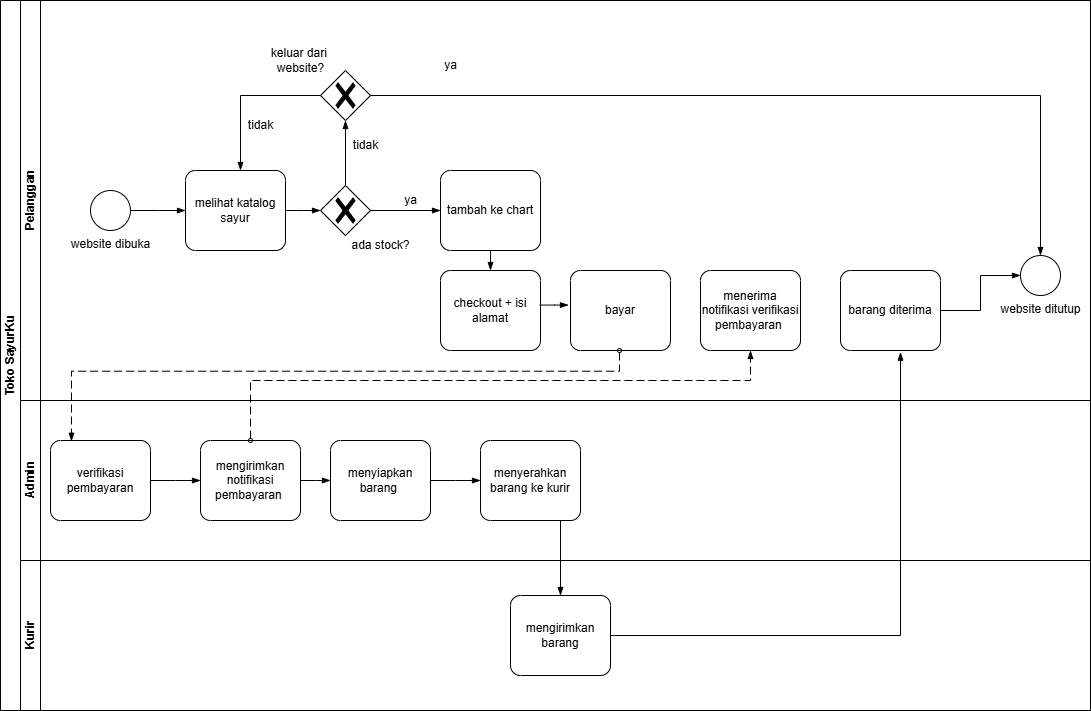 Toko SayurKu
Pelanggan
keluar dari
website?
ya
tidak
tidak
melihat katalog
sayur
ya
tambah ke chart
website dibuka
ada stock?
checkout + isi
alamat
bayar
menerima
notifikasi verifikasi
pembayaran
barang diterima
website ditutup
Admin
verifikasi
pembayaran
mengirimkan
notifikasi
pembayaran
menyiapkan
barang
menyerahkan
barang ke kurir
Kurir
mengirimkan
barang